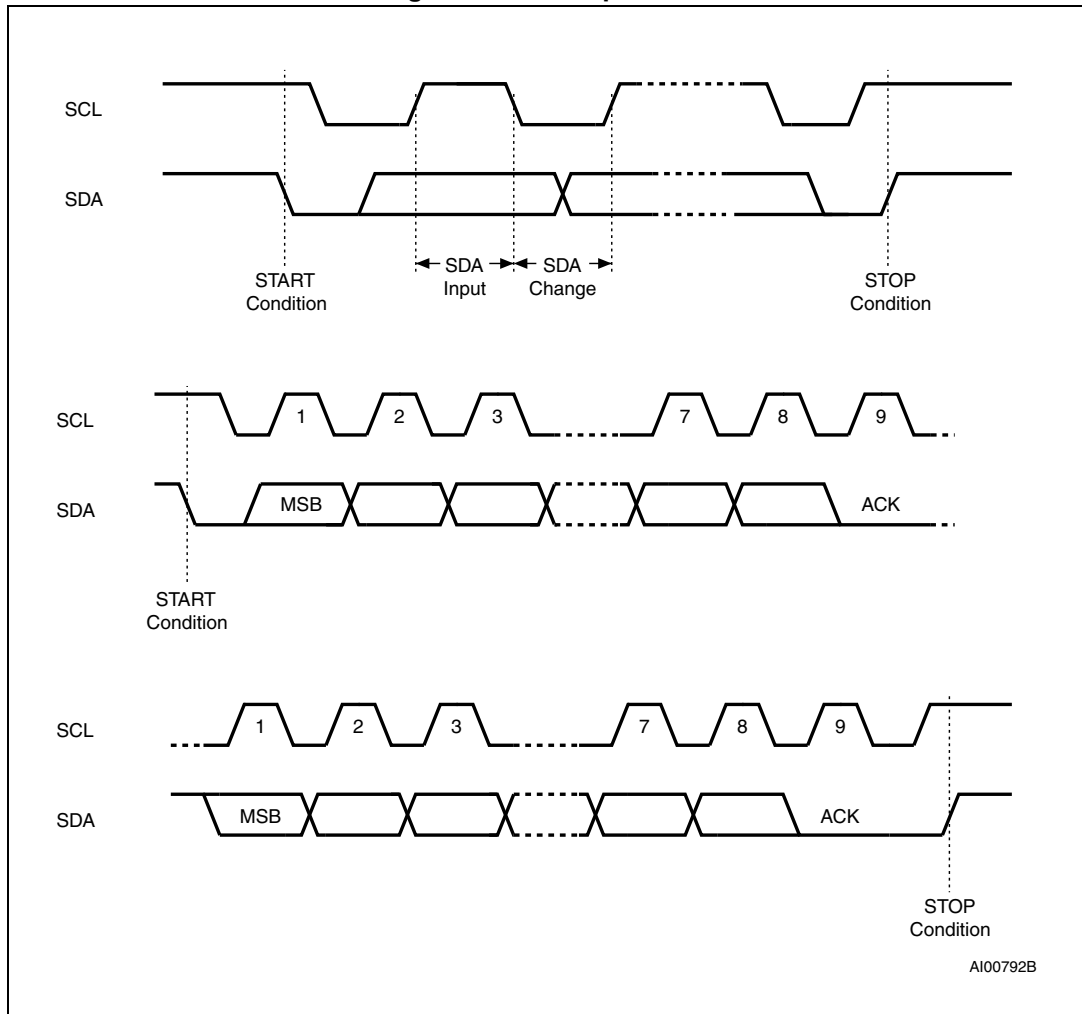 SCL
SDA
SDA
Input
SDA
Change
START
Condition
STOP
Condition
SCL
1
2
3
7
8
9
SDA
MSB
ACK
START
Condition
SCL
1
2
3
7
8
9
SDA
MSB
ACK
STOP
Condition
AI00792B